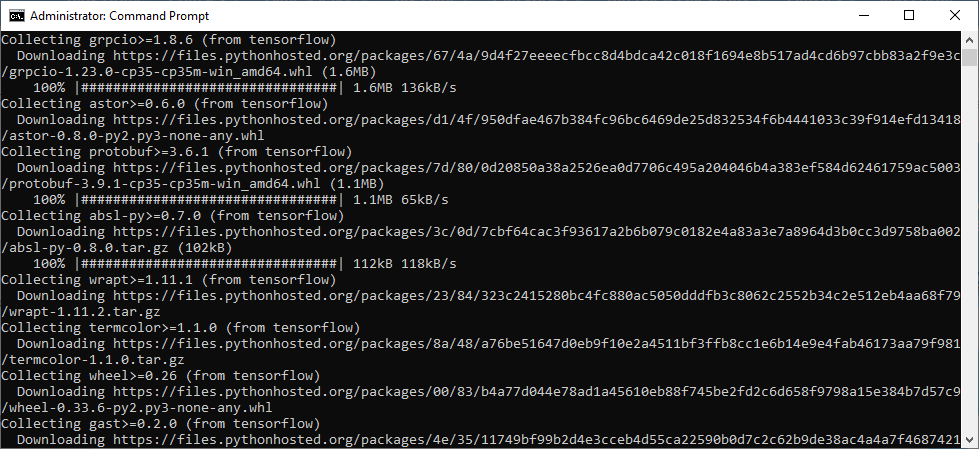 Administrator: Command Prompt
Collecting grpcio>=1.8.6 (from tensorflow)
  Downloading https://files.pythonhosted.org/packages/67/4a/9d4f27eeeecfbcc8d4bdca42c018f1694e8b517ad4cd6b97cbb83a2f9e3c
/grpcio-1.23.0-cp35-cp35m-win_amd64.whl (1.6MB)
    100% |################################| 1.6MB 136kB/s
Collecting astor>=0.6.0 (from tensorflow)
  Downloading https://files.pythonhosted.org/packages/d1/4f/950dfae467b384fc96bc6469de25d832534f6b4441033c39f914efd13418
/astor-0.8.0-py2.py3-none-any.whl
Collecting protobuf>=3.6.1 (from tensorflow)
  Downloading https://files.pythonhosted.org/packages/7d/80/0d20850a38a2526ea0d7706c495a204046b4a383ef584d62461759ac5003
/protobuf-3.9.1-cp35-cp35m-win_amd64.whl (1.1MB)
    100% |################################| 1.1MB 65kB/s
Collecting absl-py>=0.7.0 (from tensorflow)
  Downloading https://files.pythonhosted.org/packages/3c/0d/7cbf64cac3f93617a2b6b079c0182e4a83a3e7a8964d3b0cc3d9758ba002
/absl-py-0.8.0.tar.gz (102kB)
    100% |################################| 112kB 118kB/s
Collecting wrapt>=1.11.1 (from tensorflow)
  Downloading https://files.pythonhosted.org/packages/23/84/323c2415280bc4fc880ac5050dddfb3c8062c2552b34c2e512eb4aa68f79
/wrapt-1.11.2.tar.gz
Collecting termcolor>=1.1.0 (from tensorflow)
  Downloading https://files.pythonhosted.org/packages/8a/48/a76be51647d0eb9f10e2a4511bf3ffb8cc1e6b14e9e4fab46173aa79f981
/termcolor-1.1.0.tar.gz
Collecting wheel>=0.26 (from tensorflow)
  Downloading https://files.pythonhosted.org/packages/00/83/b4a77d044e78ad1a45610eb88f745be2fd2c6d658f9798a15e384b7d57c9
/wheel-0.33.6-py2.py3-none-any.whl
Collecting gast>=0.2.0 (from tensorflow)
  Downloading https://files.pythonhosted.org/packages/4e/35/11749bf99b2d4e3cceb4d55ca22590b0d7c2c62b9de38ac4a4a7f4687421